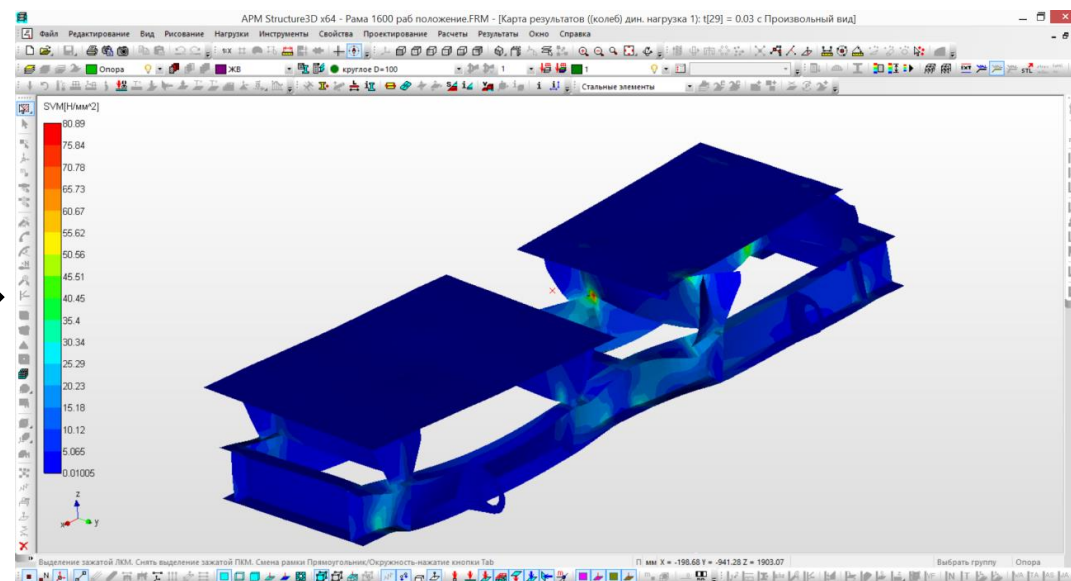 APM Structure3D x64 - Рама 1600 раб положение.FRM - [Карта результатов ((колеб) дин. нагрузка 1): t[29] = 0.03 с Произвольный вид]
Файл Редактирование Вид Рисование Нагрузки Инструменты Свойства Проектирование Расчеты Результаты Окно Справка
Опора ЖВ круглое D=100 1 1
Стальные элементы
SVM[Н/мм^2]
80.89
75.84
70.78
65.73
60.67
55.62
50.56
45.51
40.45
35.4
30.34
25.29
20.23
15.18
10.12
5.065
0.01005
z
x y
Выделение зажатой ЛКМ. Снять выделение зажатой ПКМ. Смена рамки Прямоугольник/Окружность-нажатие кнопки Tab П мм X = -198.68 Y = -941.28 Z = 1903.07 Выбрать группу Опора